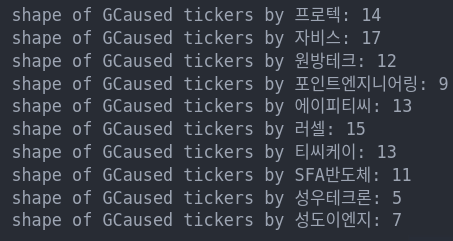 shape of GCaused tickers by 프로텍: 14
shape of GCaused tickers by 자비스: 17
shape of GCaused tickers by 원방테크: 12
shape of GCaused tickers by 포인트엔지니어링: 9
shape of GCaused tickers by 에이피티씨: 13
shape of GCaused tickers by 러셀: 15
shape of GCaused tickers by 티씨케이: 13
shape of GCaused tickers by SFA반도체: 11
shape of GCaused tickers by 성우테크론: 5
shape of GCaused tickers by 성도이엔지: 7